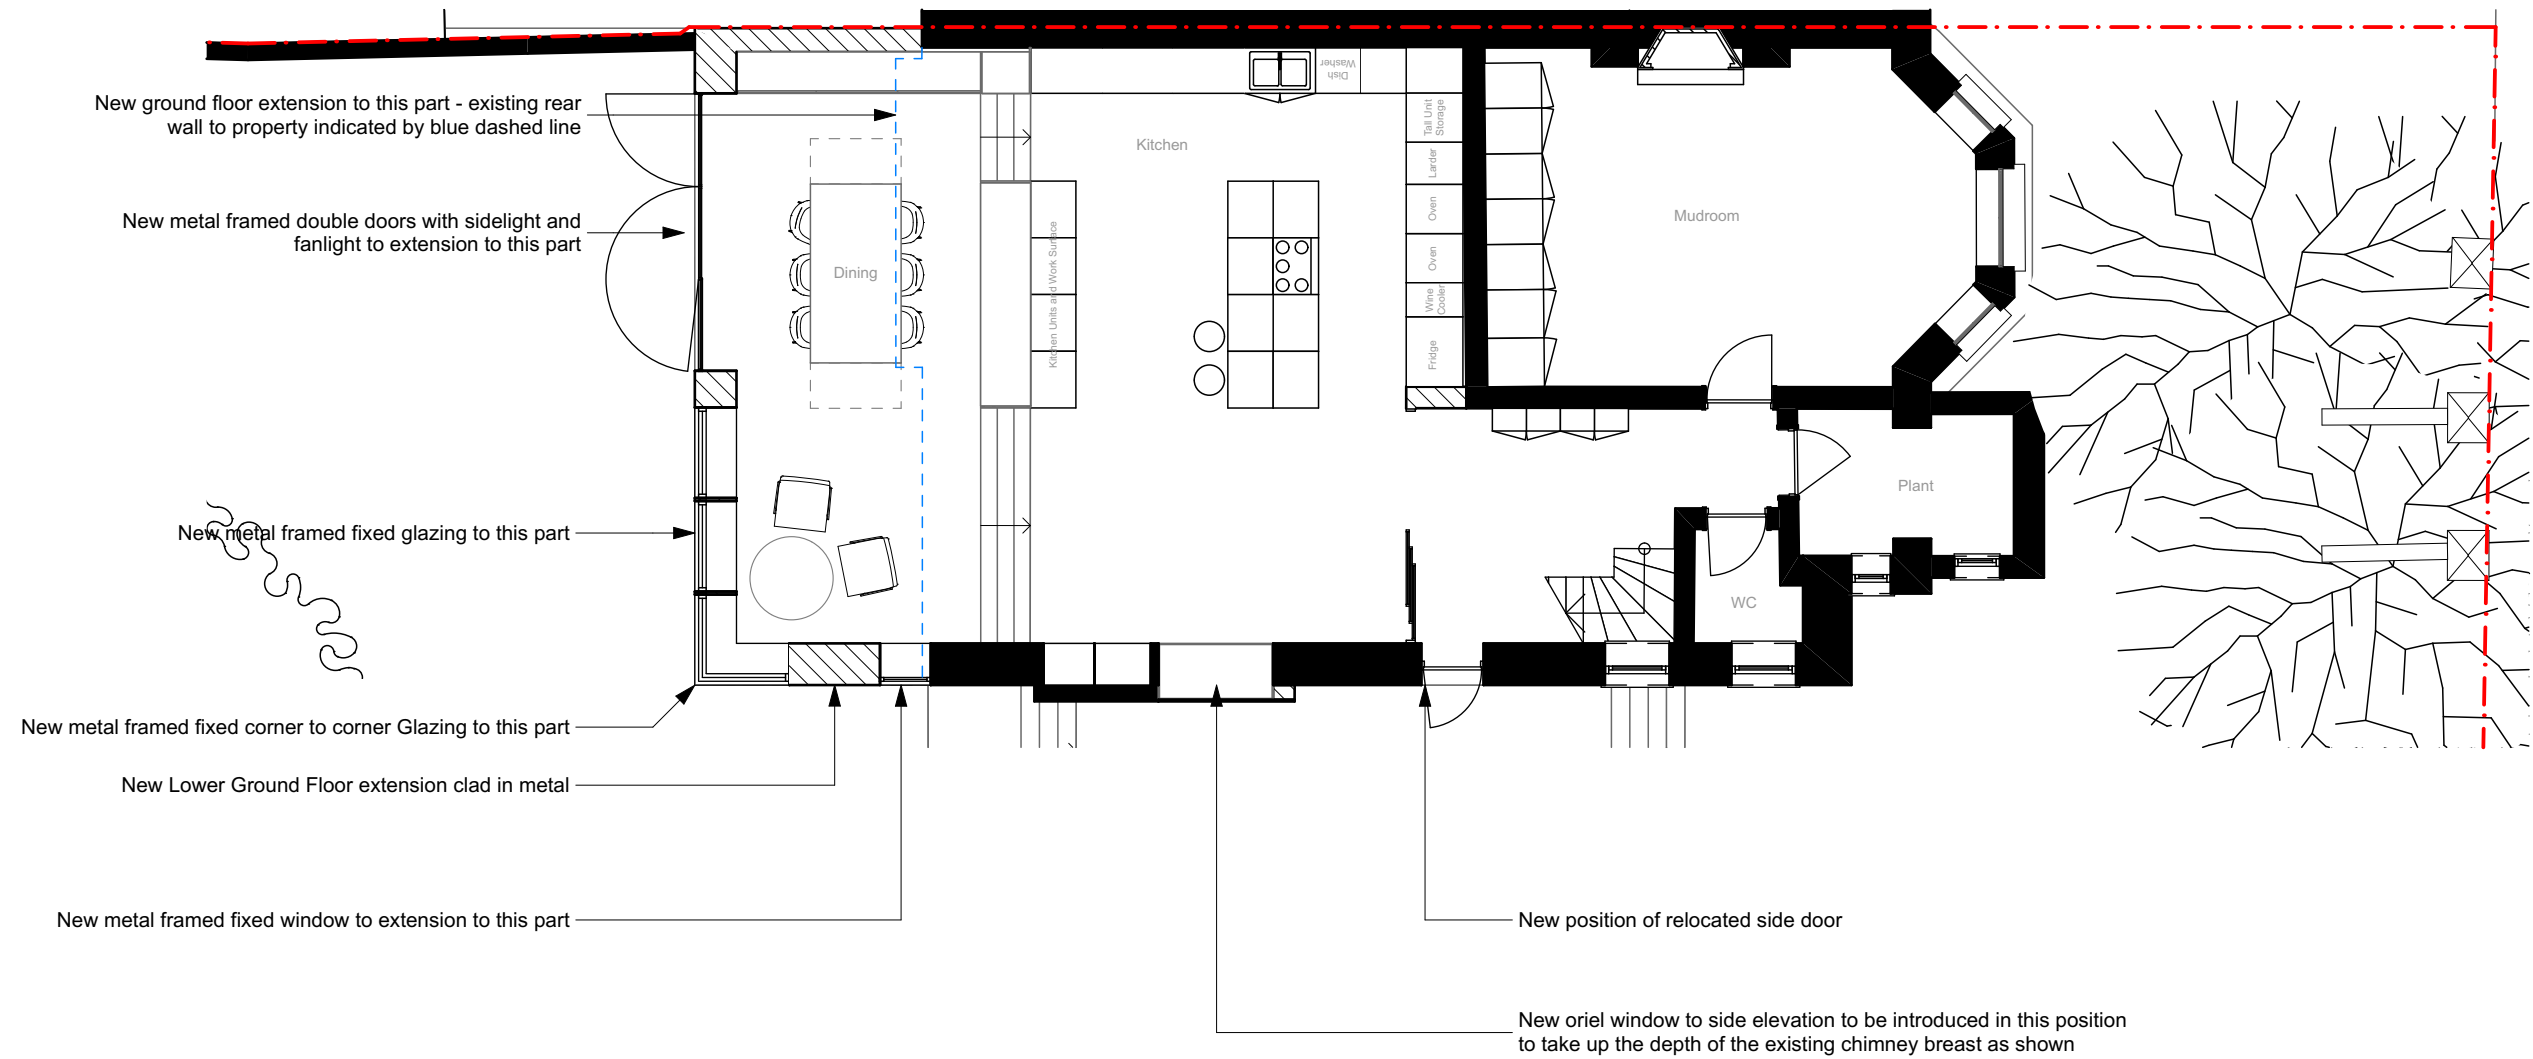 New ground floor extension to this part - existing rear
wall to property indicated by blue dashed line
New metal framed double doors with sidelight and
fanlight to extension to this part
New metal framed fixed glazing to this part
New metal framed fixed corner to corner Glazing to this part
New Lower Ground Floor extension clad in metal
New metal framed fixed window to extension to this part
Dining
Kitchen
Kitchen Units and Work Surface
Dish
Washer
Tall Unit
Storage
Larder
Oven
Oven
Wine
Cooler
Fridge
Mudroom
Plant
WC
New position of relocated side door
New oriel window to side elevation to be introduced in this position
to take up the depth of the existing chimney breast as shown